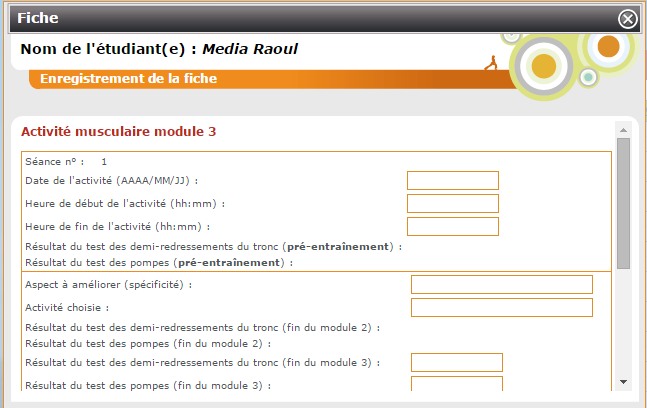 Fiche
Nom de l'étudiant(e) : Media Raoul
Enregistrement de la fiche
Activité musculaire module 3
Séance n° : 1
Date de l'activité (AAAA/MM/JJ) :
Heure de début de l'activité (hh:mm) :
Heure de fin de l'activité (hh:mm) :
Résultat du test des demi-redressements du tronc (pré-entraînement) :
Résultat du test des pompes (pré-entraînement) :
Aspect à améliorer (spécificité) :
Activité choisie :
Résultat du test des demi-redressements du tronc (fin du module 2) :
Résultat du test des pompes (fin du module 2) :
Résultat du test des demi-redressements du tronc (fin du module 3) :
Résultat du test des pompes (fin du module 3) :